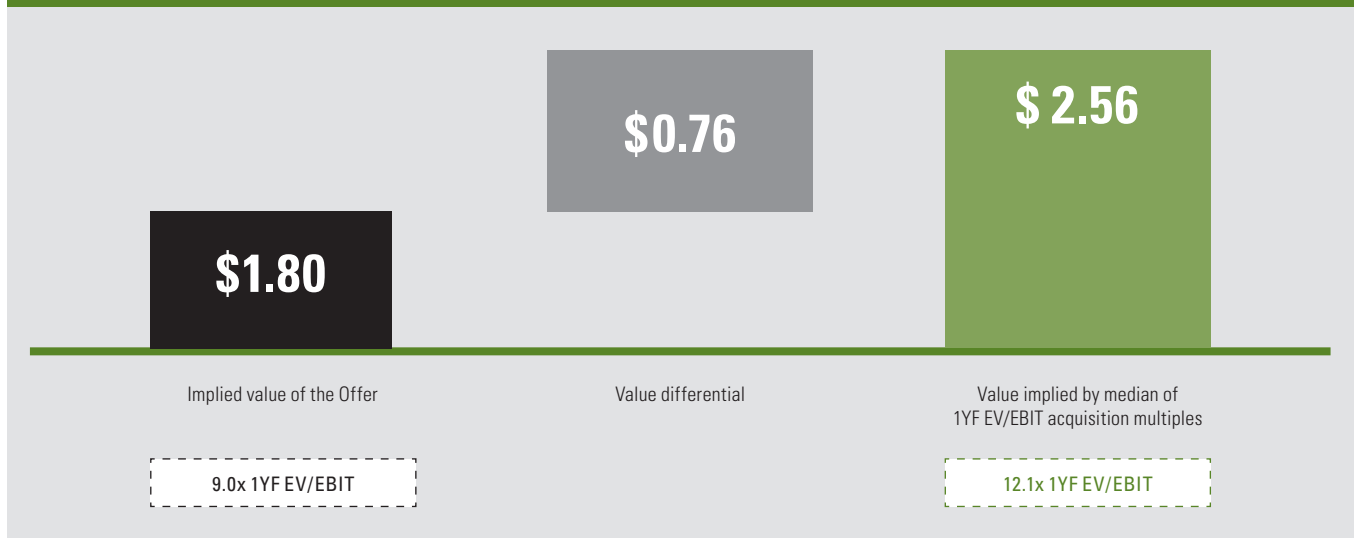 $1.80
$0.76
$ 2.56
Implied value of the Offer
Value differential
Value implied by median of
1YF EV/EBIT acquisition multiples
9.0x 1YF EV/EBIT
12.1x 1YF EV/EBIT